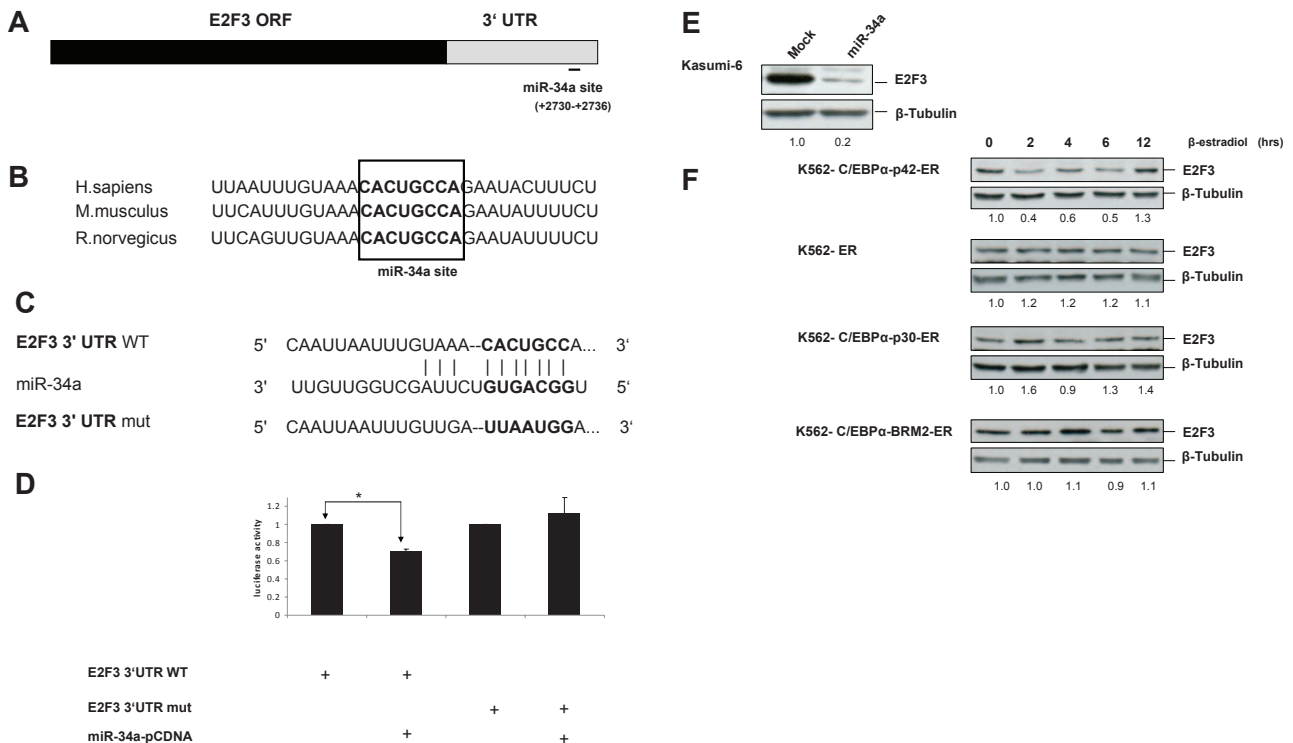 A
E2F3 ORF
3‘ UTR
miR-34a site
(+2730-+2736)
B
H.sapiens UUAAUUUGUAAACACUGCCAGAAUACUUUCU
M.musculus UUCAUUUGUAAACACUGCCAGAAUAUUUUCU
R.norvegicus UUCAGUUGUAAACACUGCCAGAAUAUUUUCU
miR-34a site
C
E2F3 3' UTR WT 5' CAAUUAAUUUGUAAA--CACUGCCA... 3‘
miR-34a 3' UUGUUGGUCGAUUCUGUGACGGU 5‘
E2F3 3' UTR mut 5' CAAUUAAUUUGUUGA--UUAAUGGA... 3‘
D
luciferase activity
1.2
1
0.8
0.6
0.4
0.2
0
*
E2F3 3‘UTR WT + +
E2F3 3‘UTR mut + +
miR-34a-pCDNA + +
E
Mock miR-34a
Kasumi-6
E2F3
β-Tubulin
1.0 0.2
F
0 2 4 6 12 β-estradiol (hrs)
K562- C/EBPα-p42-ER
E2F3
β-Tubulin
1.0 0.4 0.6 0.5 1.3
K562- ER
E2F3
β-Tubulin
1.0 1.2 1.2 1.2 1.1
K562- C/EBPα-p30-ER
E2F3
β-Tubulin
1.0 1.6 0.9 1.3 1.4
K562- C/EBPα-BRM2-ER
E2F3
β-Tubulin
1.0 1.0 1.1 0.9 1.1